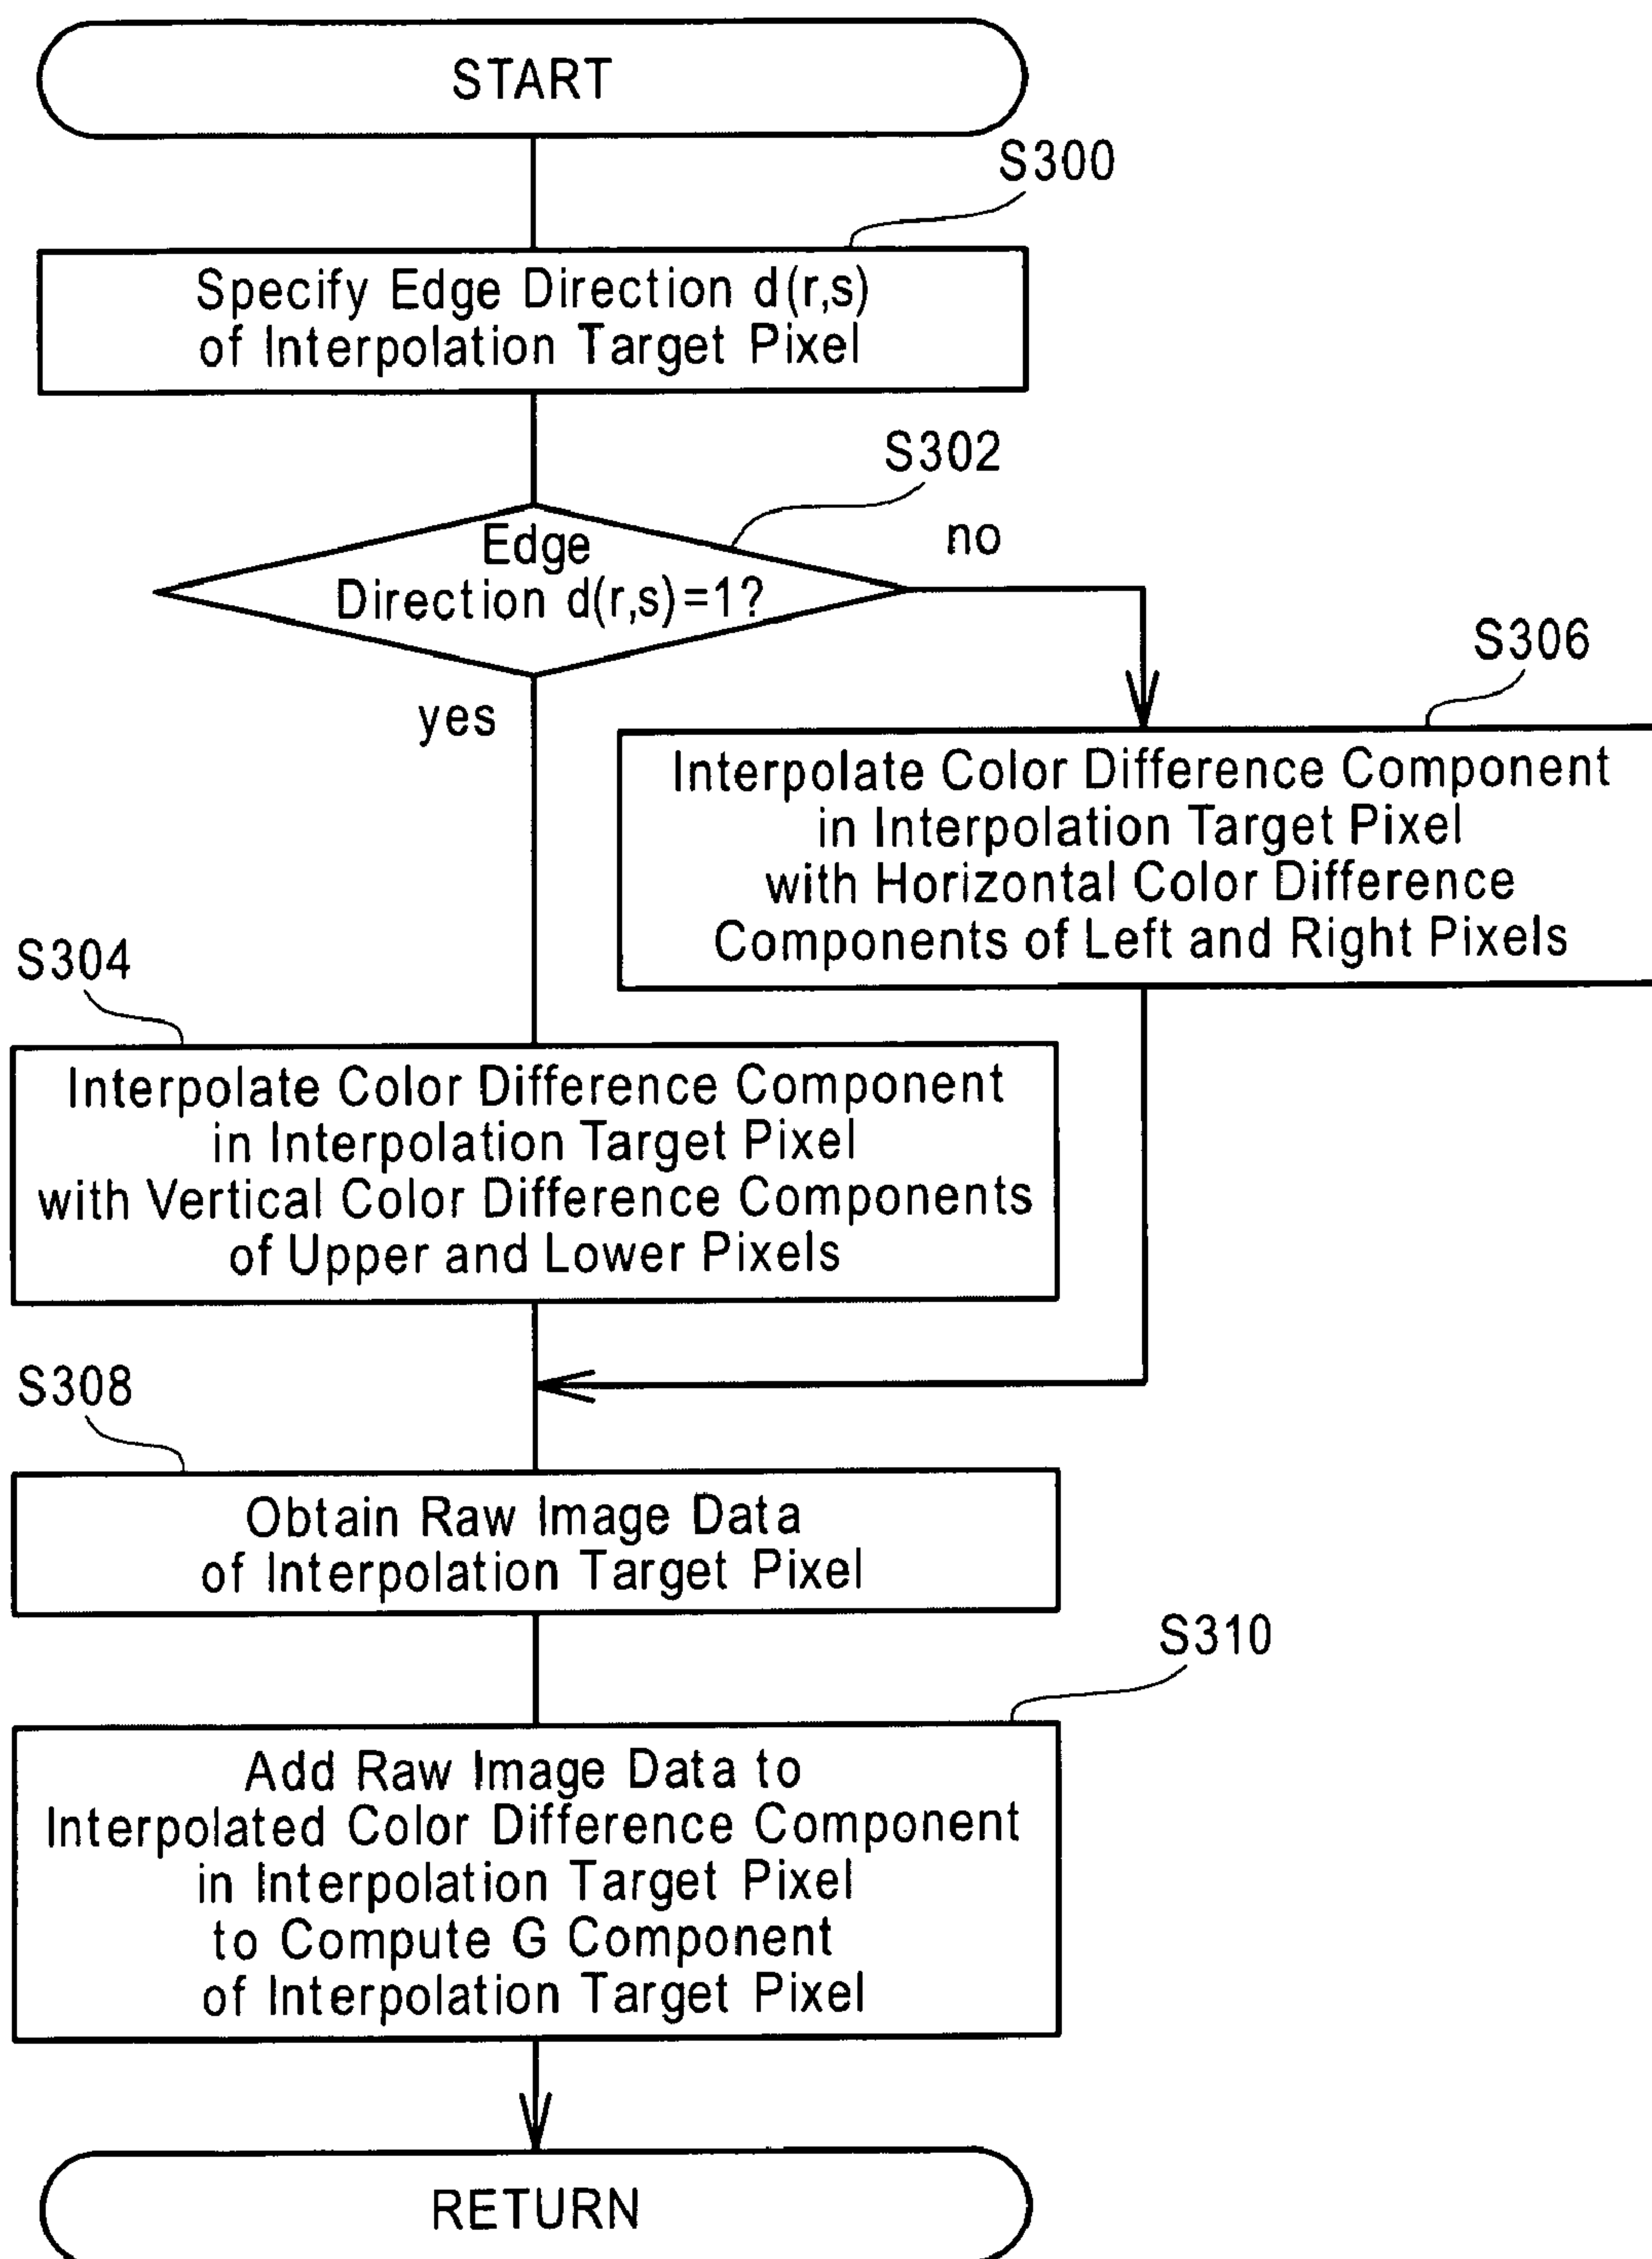 START
S300
Specify Edge Direction d(r,s)
of Interpolation Target Pixel
S302
Edge
Direction d(r,s)=1?
no
yes
S306
Interpolate Color Difference Component
in Interpolation Target Pixel
with Horizontal Color Difference
Components of Left and Right Pixels
S304
Interpolate Color Difference Component
in Interpolation Target Pixel
with Vertical Color Difference Components
of Upper and Lower Pixels
S308
Obtain Raw Image Data
of Interpolation Target Pixel
S310
Add Raw Image Data to
Interpolated Color Difference Component
in Interpolation Target Pixel
to Compute G Component
of Interpolation Target Pixel
RETURN